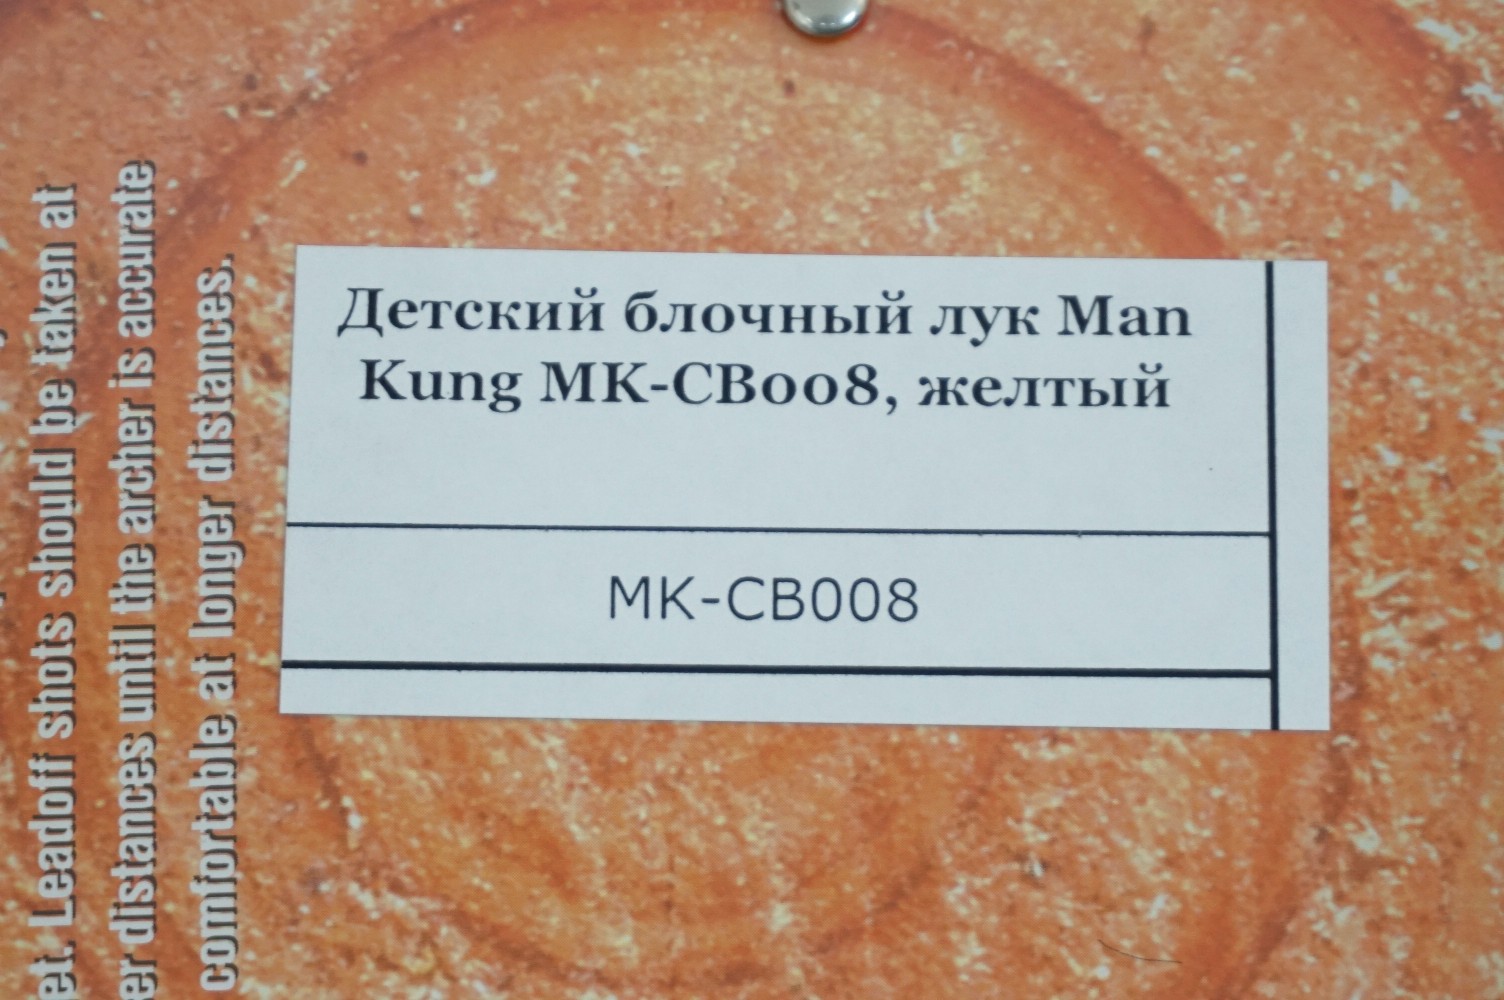 Детский блочный лук Man
Kung MK-CB008, желтый
MK-CB008
Leadoff shots should be taken at
distances until the archer is accurate
comfortable at longer distances.